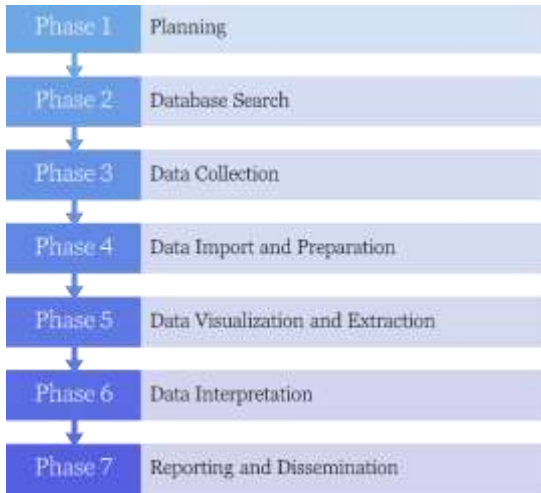 Phase 1 Planning
Phase 2 Database Search
Phase 3 Data Collection
Phase 4 Data Import and Preparation
Phase 5 Data Visualization and Extraction
Phase 6 Data Interpretation
Phase 7 Reporting and Dissemination